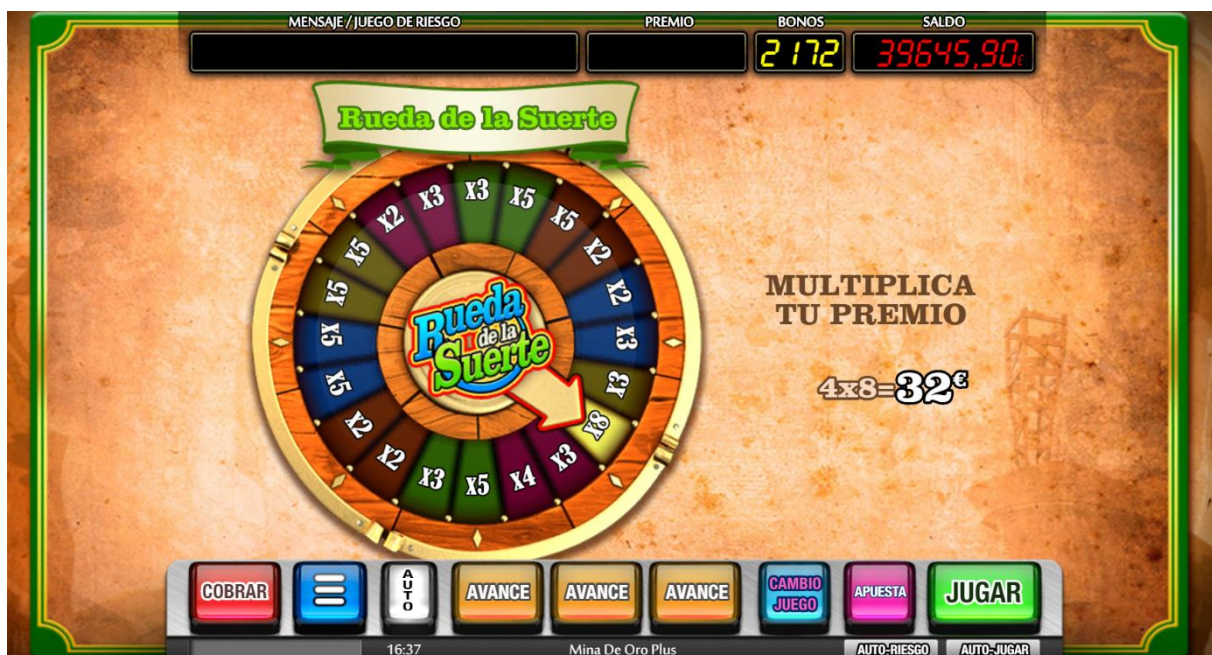 MENSAJE / JUEGO DE RIESGO
PREMIO
BONOS
SALDO
2172
39645,90€
Rueda de la Suerte
x3
x5
x5
x2
x2
x3
x3
x8
x3
x4
x5
x3
x2
x2
x5
x5
x5
x5
x2
x3
Rueda
de la
Suerte
MULTIPLICA
TU PREMIO
4x8=32€
COBRAR
AUTO
AVANCE
AVANCE
AVANCE
CAMBIO
JUEGO
APUESTA
JUGAR
16:37
Mina De Oro Plus
AUTO-RIESGO
AUTO-JUGAR